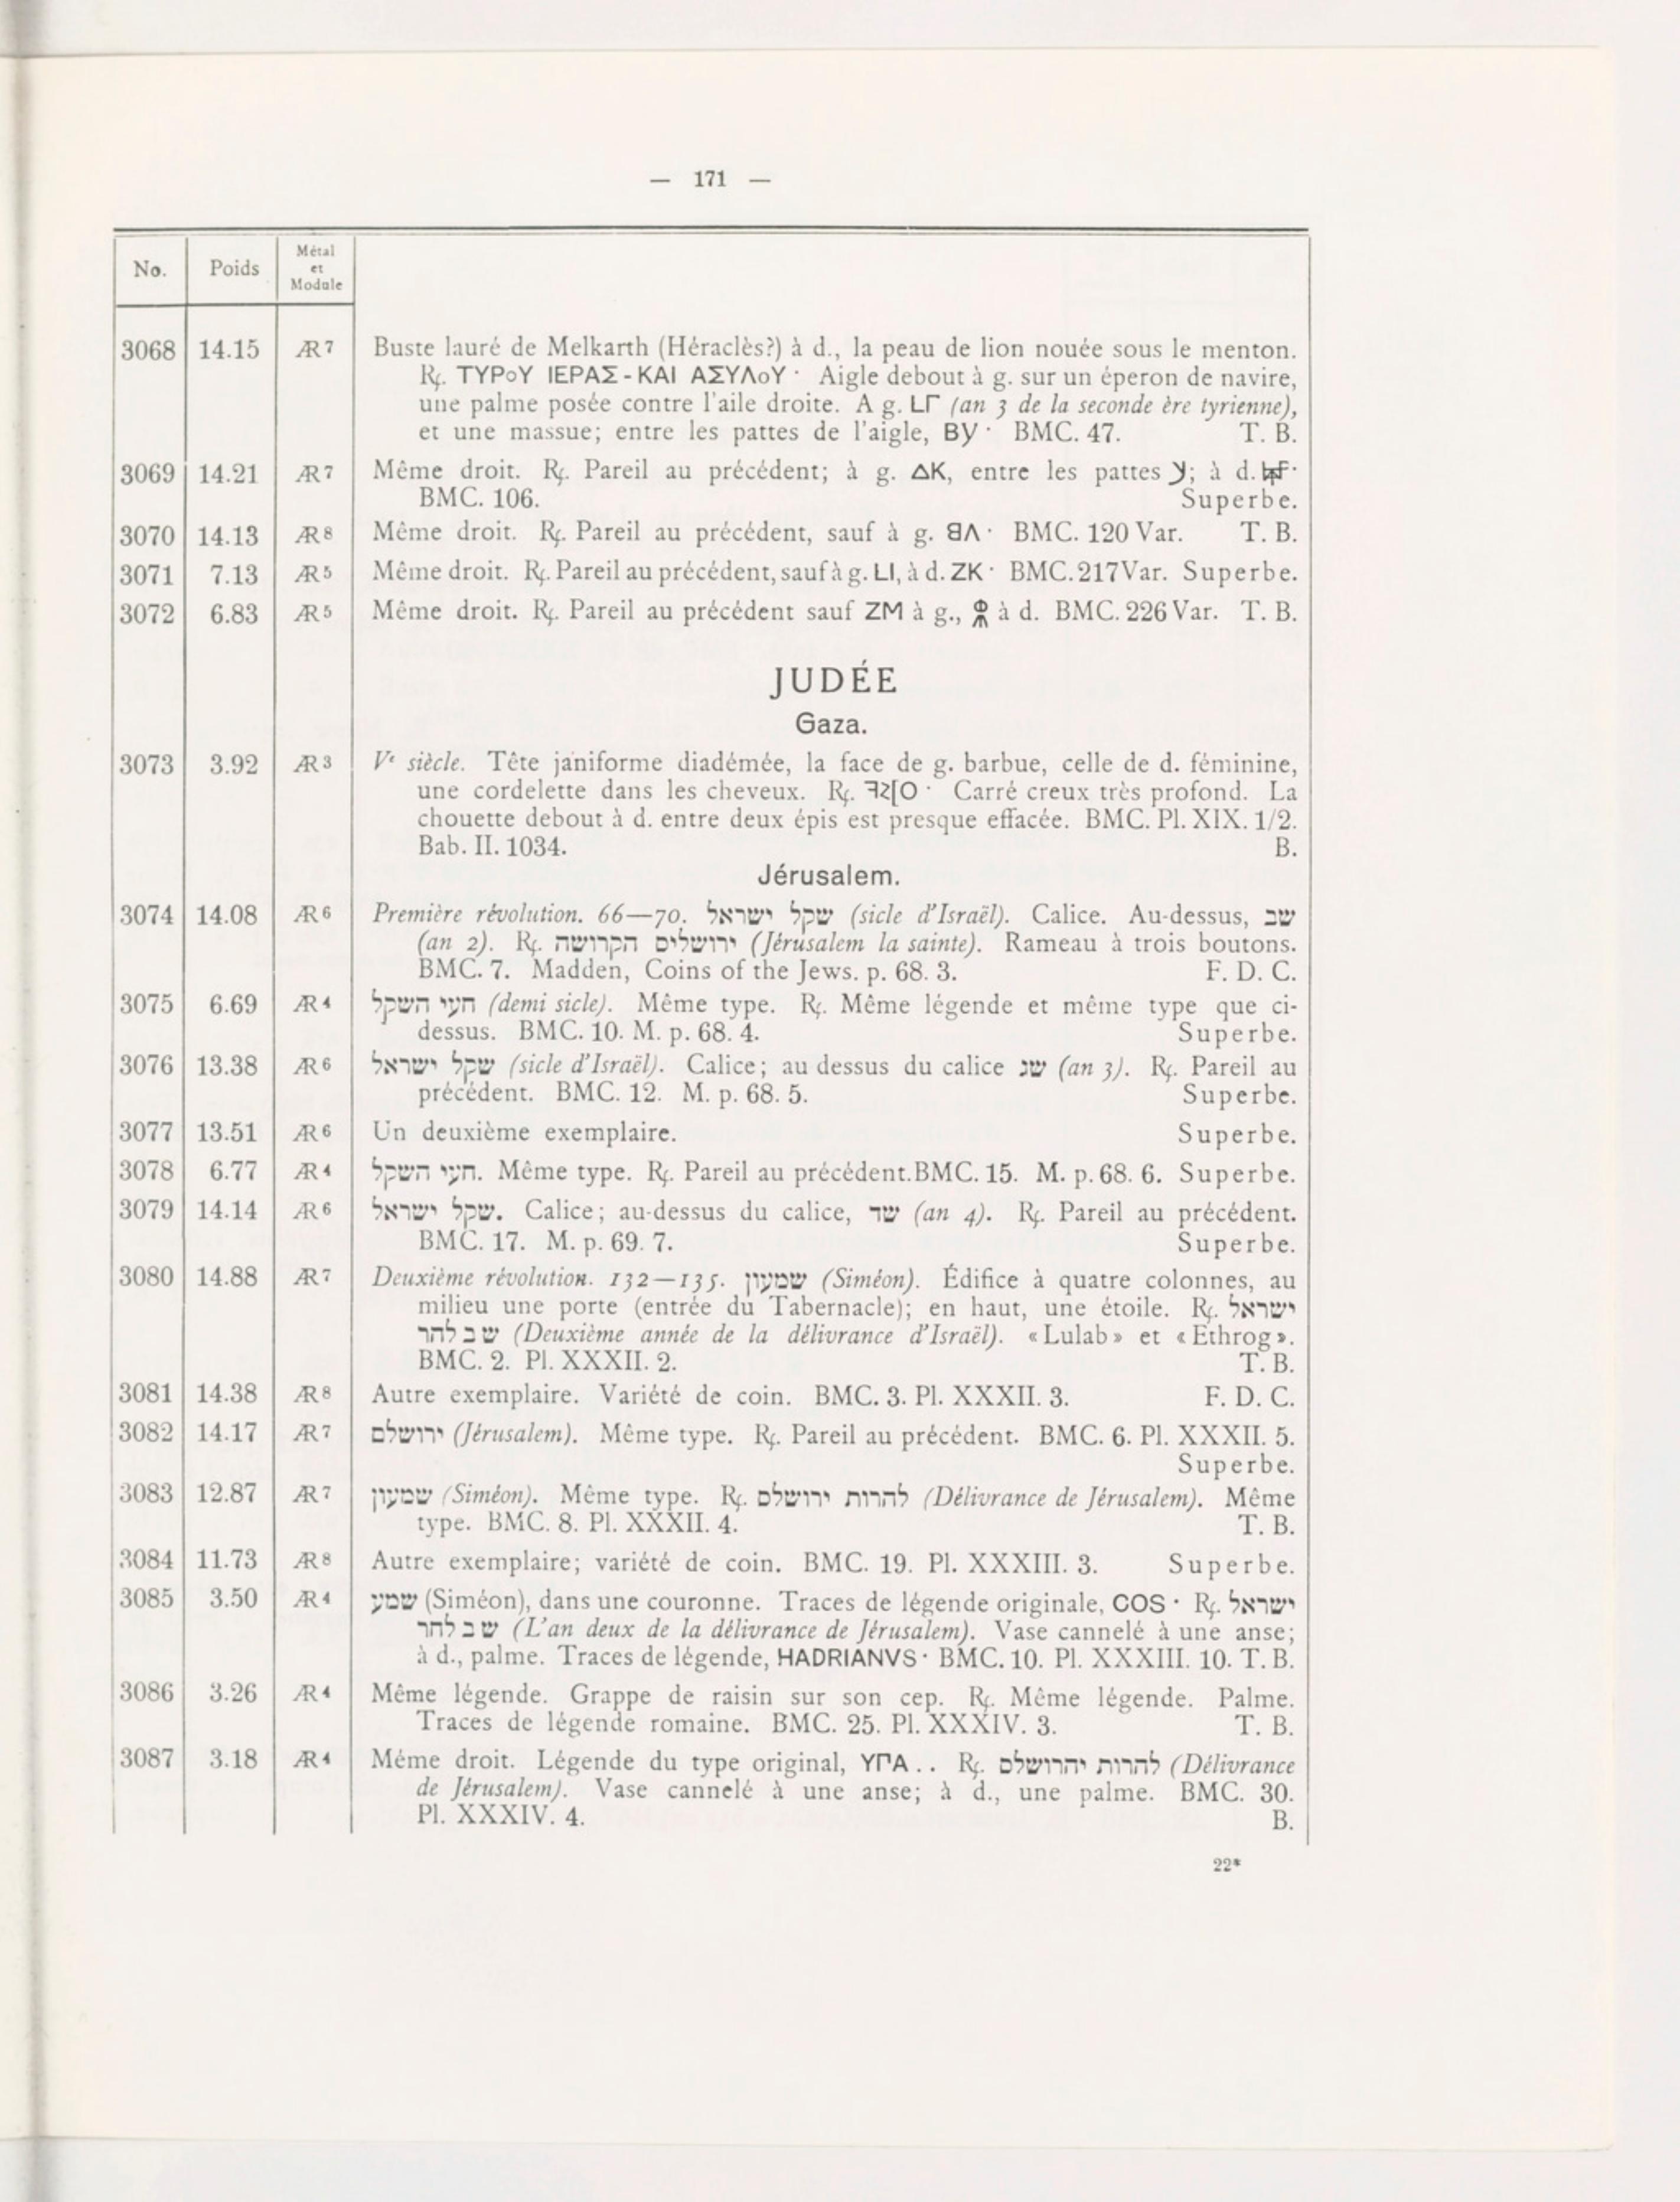 — 171 —
No. Poids Métal et Module
3068 14.15 ÆR 7 Buste lauré de Melkarth (Héraclès?) à d., la peau de lion nouée sous le menton.
R. ΤΥΡοΥ ΙΕΡΑΣ - ΚΑΙ ΑΣΥΛοΥ · Aigle debout à g. sur un éperon de navire,
une palme posée contre l'aile droite. A g. LΓ (an 3 de la seconde ère tyrienne),
et une massue; entre les pattes de l'aigle, BY · BMC. 47. T. B.
3069 14.21 ÆR 7 Même droit. R. Pareil au précédent; à g. ΔΚ, entre les pattes ; à d.
BMC. 106. Superbe.
3070 14.13 ÆR 8 Même droit. R. Pareil au précédent, sauf à g. ΒΛ · BMC. 120 Var. T. B.
3071 7.13 ÆR 5 Même droit. R. Pareil au précédent, sauf à g. LI, à d. ZK · BMC. 217 Var. Superbe.
3072 6.83 ÆR 5 Même droit. R. Pareil au précédent sauf ZM à g., à d. BMC. 226 Var. T. B.
JUDÉE
Gaza.
3073 3.92 ÆR 3 Ve siècle. Tête janiforme diadémée, la face de g. barbue, celle de d. féminine,
une cordelette dans les cheveux. R. Carré creux très profond. La
chouette debout à d. entre deux épis est presque effacée. BMC. Pl. XIX. 1/2.
Bab. II. 1034. B.
Jérusalem.
3074 14.08 ÆR 6 Première révolution. 66—70. שקל ישראל (sicle d'Israël). Calice. Au-dessus, שב
(an 2). R. ירושלים הקרושה (Jérusalem la sainte). Rameau à trois boutons.
BMC. 7. Madden, Coins of the Jews. p. 68. 3. F. D. C.
3075 6.69 ÆR 4 חעי השקל (demi sicle). Même type. R. Même légende et même type que ci-
dessus. BMC. 10. M. p. 68. 4. Superbe.
3076 13.38 ÆR 6 שקל ישראל (sicle d'Israël). Calice; au dessus du calice שנ (an 3). R. Pareil au
précédent. BMC. 12. M. p. 68. 5. Superbe.
3077 13.51 ÆR 6 Un deuxième exemplaire. Superbe.
3078 6.77 ÆR 4 חעי השקל. Même type. R. Pareil au précédent. BMC. 15. M. p. 68. 6. Superbe.
3079 14.14 ÆR 6 שקל ישראל. Calice; au-dessus du calice, שר (an 4). R. Pareil au précédent.
BMC. 17. M. p. 69. 7. Superbe.
3080 14.88 ÆR 7 Deuxième révolution. 132—135. שמעון (Siméon). Édifice à quatre colonnes, au
milieu une porte (entrée du Tabernacle); en haut, une étoile. R. ישראל
ש ב להר (Deuxième année de la délivrance d'Israël). «Lulab» et «Ethrog».
BMC. 2. Pl. XXXII. 2. T. B.
3081 14.38 ÆR 8 Autre exemplaire. Variété de coin. BMC. 3. Pl. XXXII. 3. F. D. C.
3082 14.17 ÆR 7 ירושלם (Jérusalem). Même type. R. Pareil au précédent. BMC. 6. Pl. XXXII. 5.
Superbe.
3083 12.87 ÆR 7 שמעון (Siméon). Même type. R. להרות ירושלם (Délivrance de Jérusalem). Même
type. BMC. 8. Pl. XXXII. 4. T. B.
3084 11.73 ÆR 8 Autre exemplaire; variété de coin. BMC. 19. Pl. XXXIII. 3. Superbe.
3085 3.50 ÆR 4 שמע (Siméon), dans une couronne. Traces de légende originale, COS · R. ישראל
ש ב להר (L'an deux de la délivrance de Jérusalem). Vase cannelé à une anse;
à d., palme. Traces de légende, HADRIANVS · BMC. 10. Pl. XXXIII. 10. T. B.
3086 3.26 ÆR 4 Même légende. Grappe de raisin sur son cep. R. Même légende. Palme.
Traces de légende romaine. BMC. 25. Pl. XXXIV. 3. T. B.
3087 3.18 ÆR 4 Même droit. Légende du type original, ΥΠΑ . . R. להרות יהרושלם (Délivrance
de Jérusalem). Vase cannelé à une anse; à d., une palme. BMC. 30.
Pl. XXXIV. 4. B.
22*